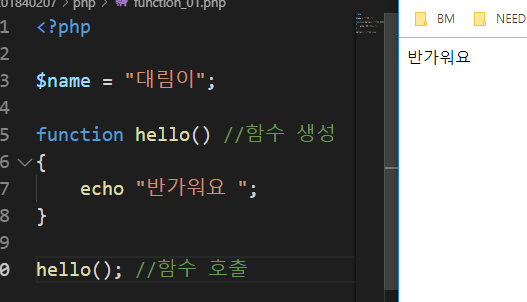 01840207 > php > function_01.php
1 <?php
2
3 $name = "대림이";
4
5 function hello() //함수 생성
6 {
7 echo "반가워요 ";
8 }
9
0 hello(); //함수 호출
BM NEED
반가워요